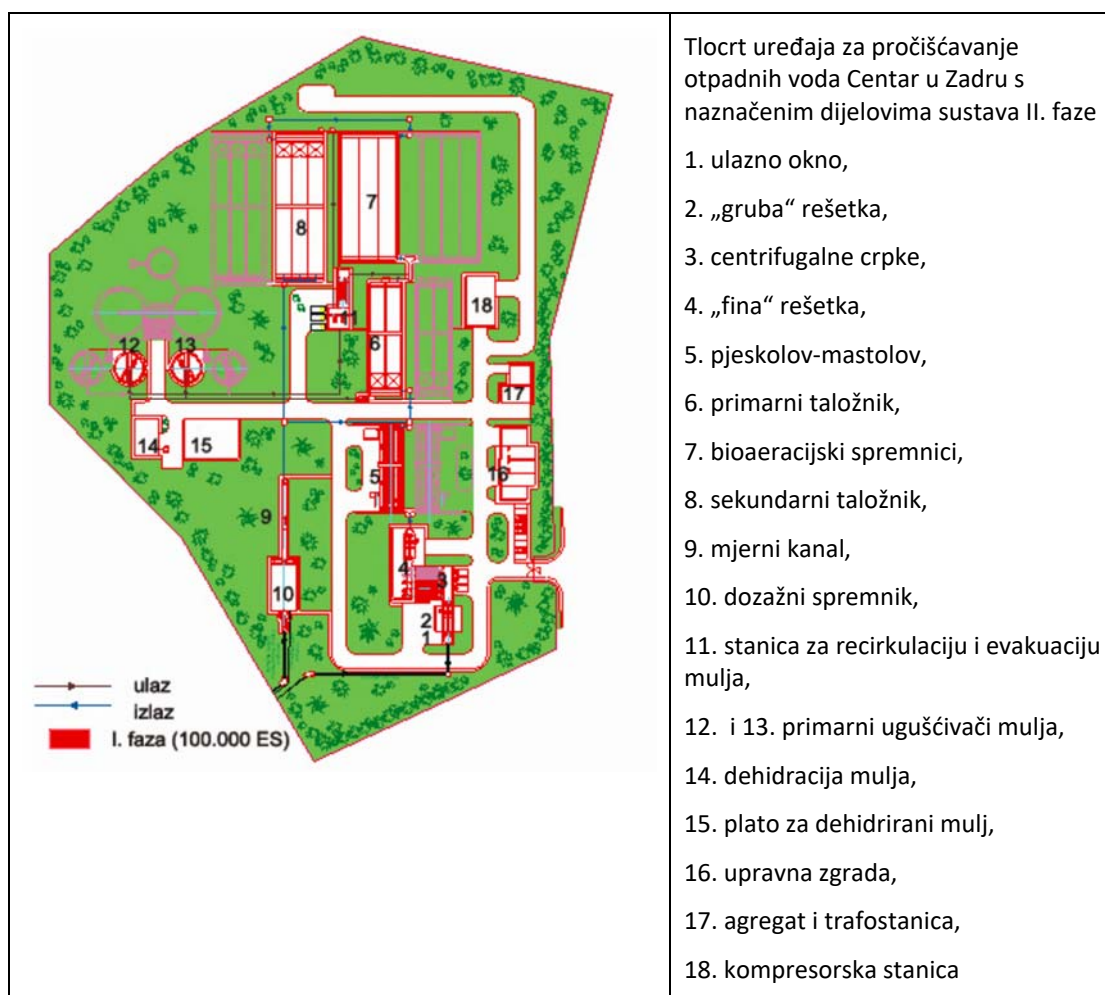 8
7
18
11
6
12
13
17
14
15
16
5
9
4
3
10
2
1
ulaz
izlaz
I. faza (100.000 ES)
Tlocrt uređaja za pročišćavanje
otpadnih voda Centar u Zadru s
naznačenim dijelovima sustava II. faze
1. ulazno okno,
2. „gruba“ rešetka,
3. centrifugalne crpke,
4. „fina“ rešetka,
5. pjeskolov-mastolov,
6. primarni taložnik,
7. bioaeracijski spremnici,
8. sekundarni taložnik,
9. mjerni kanal,
10. dozažni spremnik,
11. stanica za recirkulaciju i evakuaciju
mulja,
12. i 13. primarni ugušćivači mulja,
14. dehidracija mulja,
15. plato za dehidrirani mulj,
16. upravna zgrada,
17. agregat i trafostanica,
18. kompresorska stanica